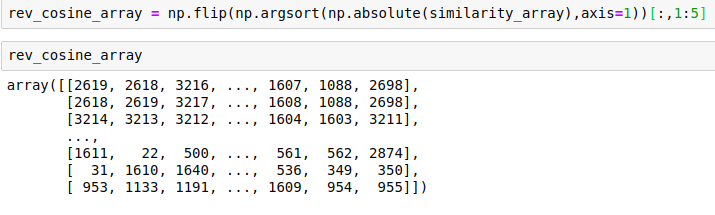 rev_cosine_array = np.flip(np.argsort(np.absolute(similarity_array),axis=1))[:,1:5]
rev_cosine_array
array([[2619, 2618, 3216, ..., 1607, 1088, 2698],
       [2618, 2619, 3217, ..., 1608, 1088, 2698],
       [3214, 3213, 3212, ..., 1604, 1603, 3211],
       ...,
       [1611,   22,  500, ...,  561,  562, 2874],
       [  31, 1610, 1640, ...,  536,  349,  350],
       [ 953, 1133, 1191, ..., 1609,  954,  955]])